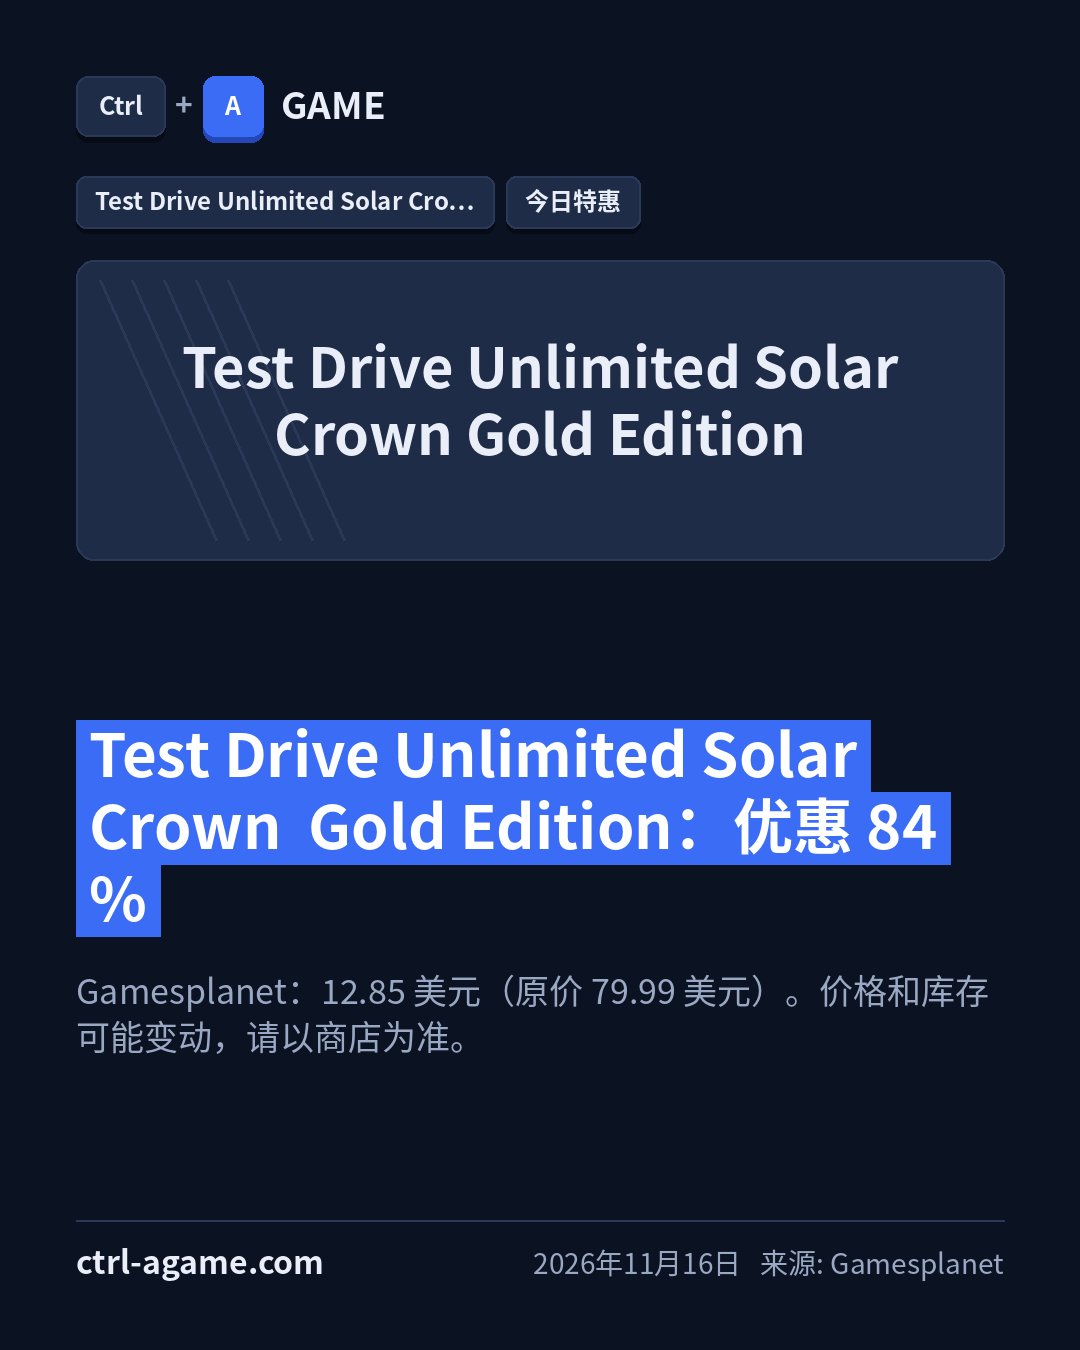 Ctrl + A GAME
Test Drive Unlimited Solar Cro… 今日特惠
Test Drive Unlimited Solar
Crown Gold Edition
Test Drive Unlimited Solar
Crown  Gold Edition：优惠 84
%
Gamesplanet：12.85 美元（原价 79.99 美元）。价格和库存
可能变动，请以商店为准。
ctrl-agame.com 2026年11月16日 来源: Gamesplanet